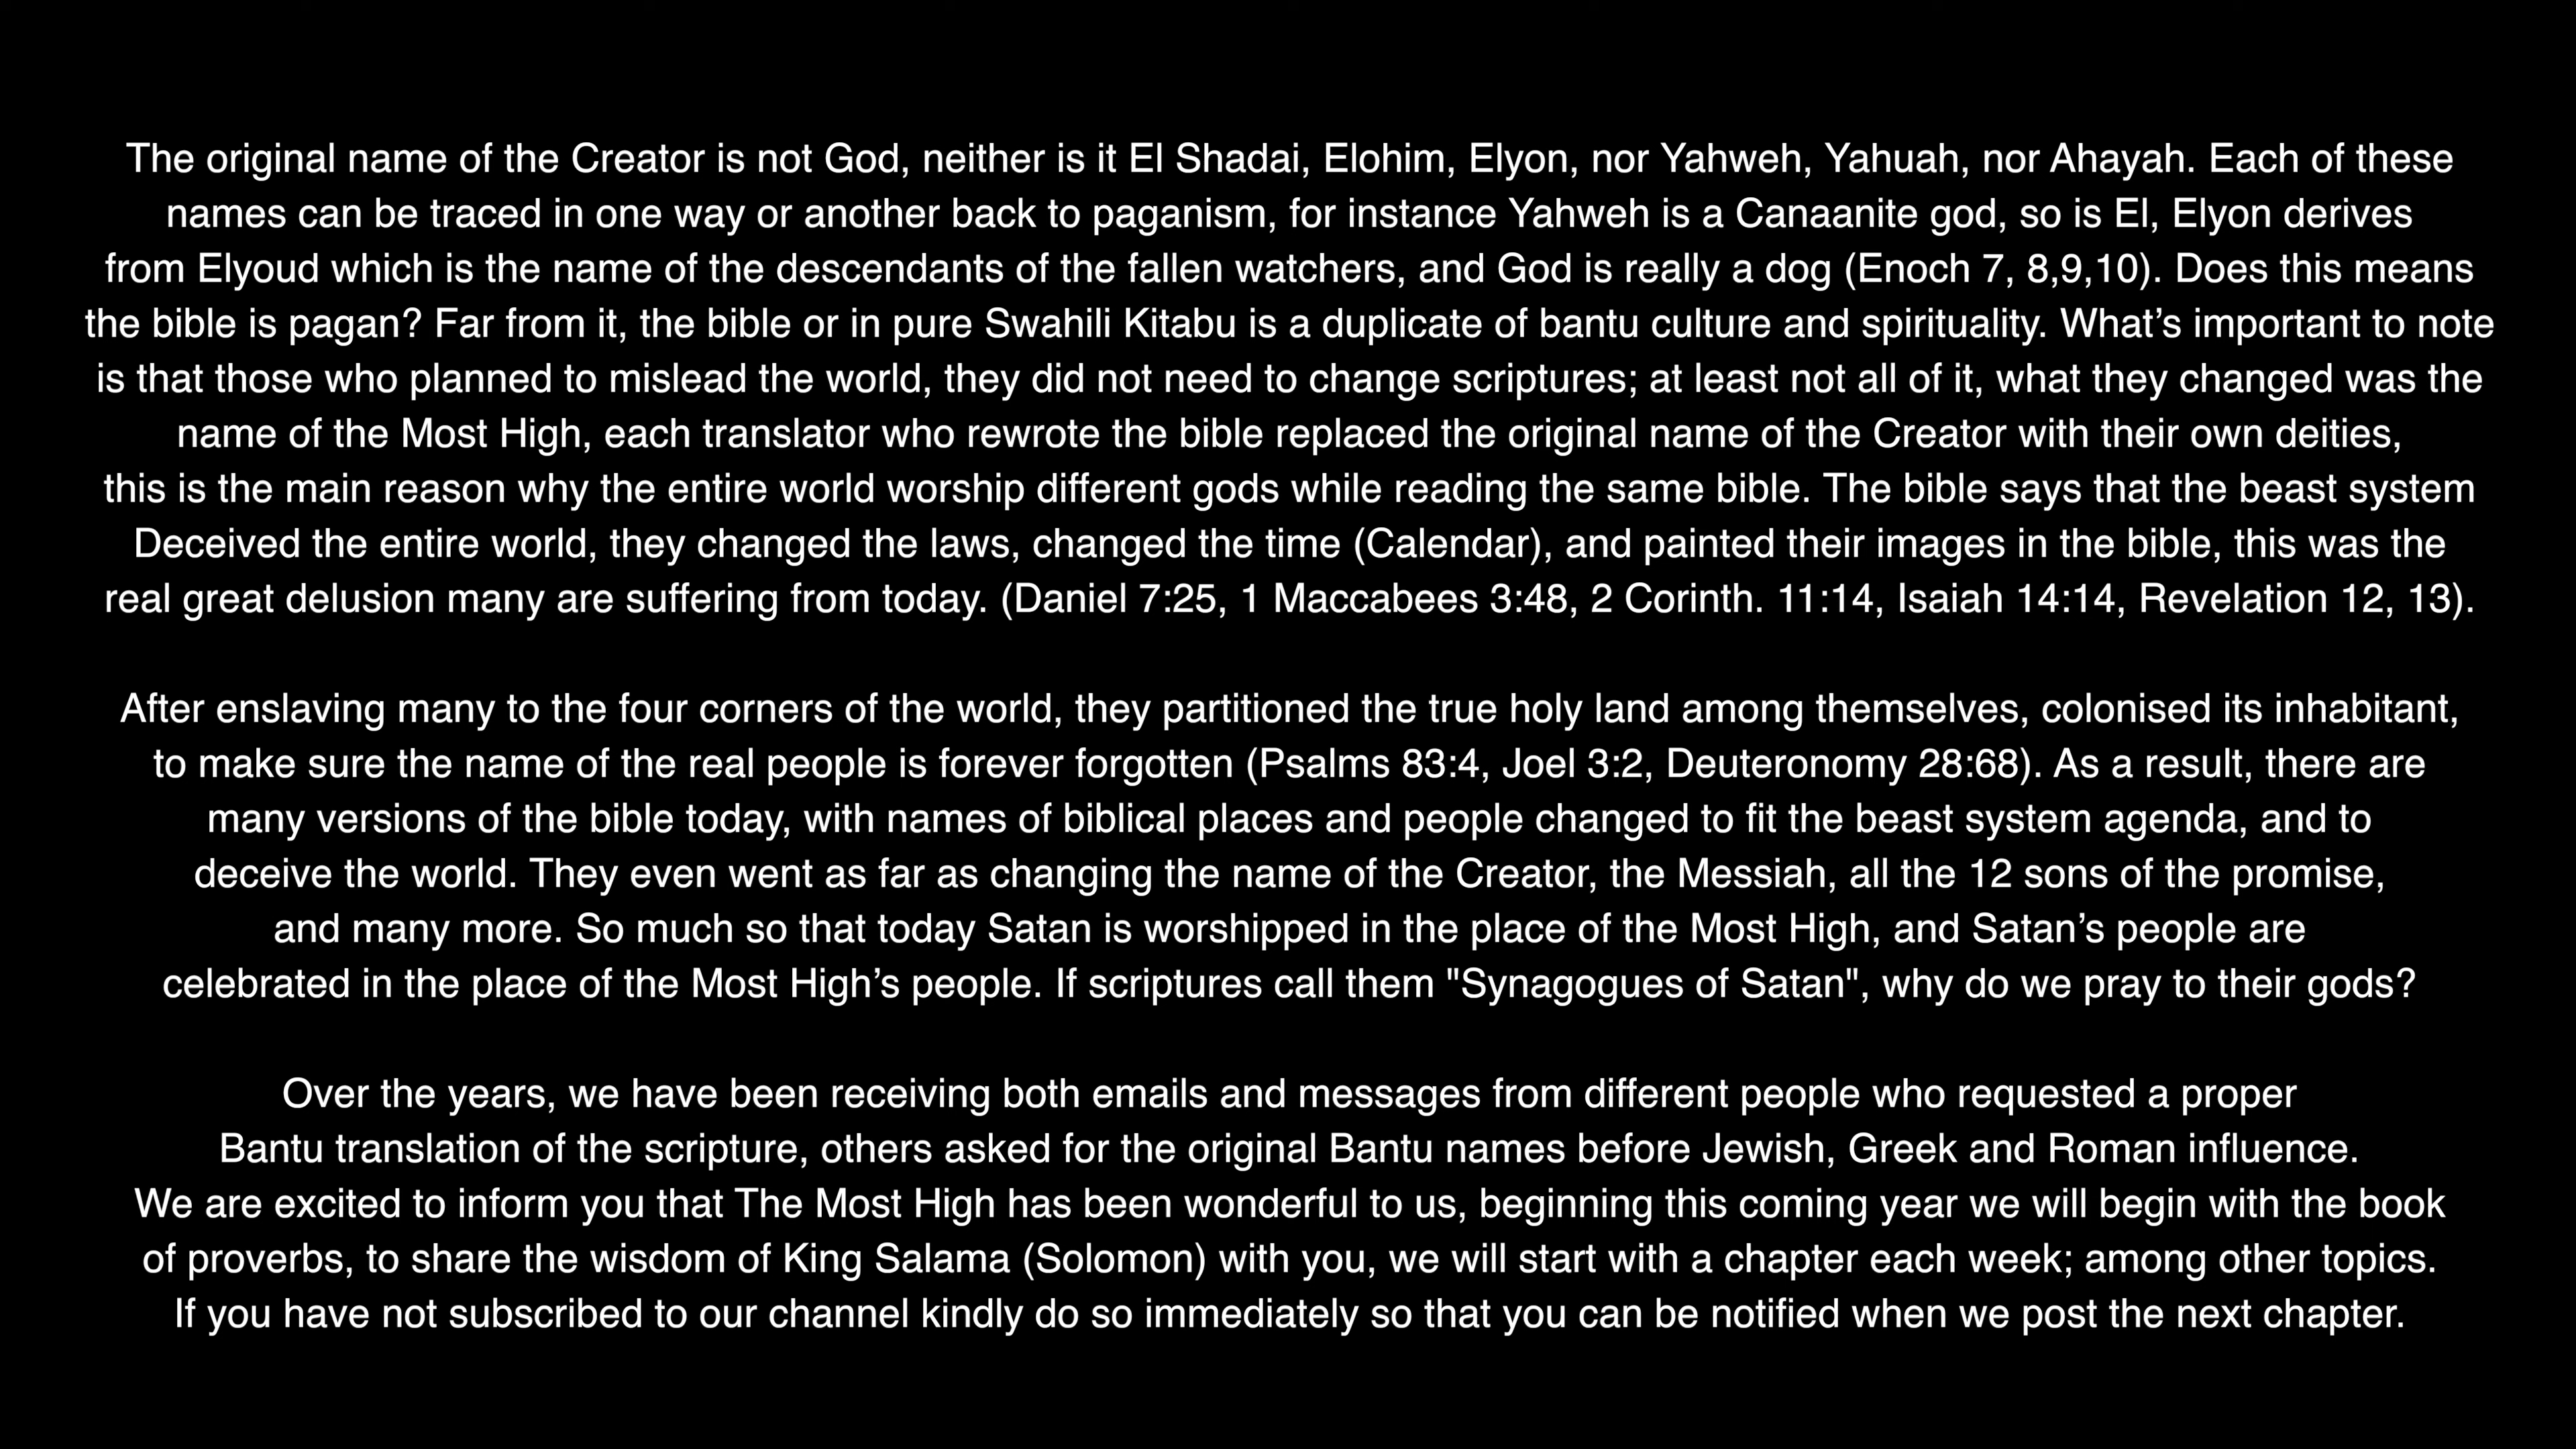 The original name of the Creator is not God, neither is it El Shadai, Elohim, Elyon, nor Yahweh, Yahuah, nor Ahayah. Each of these
names can be traced in one way or another back to paganism, for instance Yahweh is a Canaanite god, so is El, Elyon derives
from Elyoud which is the name of the descendants of the fallen watchers, and God is really a dog (Enoch 7, 8,9,10). Does this means
the bible is pagan? Far from it, the bible or in pure Swahili Kitabu is a duplicate of bantu culture and spirituality. What’s important to note
is that those who planned to mislead the world, they did not need to change scriptures; at least not all of it, what they changed was the
name of the Most High, each translator who rewrote the bible replaced the original name of the Creator with their own deities,
this is the main reason why the entire world worship different gods while reading the same bible. The bible says that the beast system
Deceived the entire world, they changed the laws, changed the time (Calendar), and painted their images in the bible, this was the
real great delusion many are suffering from today. (Daniel 7:25, 1 Maccabees 3:48, 2 Corinth. 11:14, Isaiah 14:14, Revelation 12, 13).
After enslaving many to the four corners of the world, they partitioned the true holy land among themselves, colonised its inhabitant,
to make sure the name of the real people is forever forgotten (Psalms 83:4, Joel 3:2, Deuteronomy 28:68). As a result, there are
many versions of the bible today, with names of biblical places and people changed to fit the beast system agenda, and to
deceive the world. They even went as far as changing the name of the Creator, the Messiah, all the 12 sons of the promise,
and many more. So much so that today Satan is worshipped in the place of the Most High, and Satan’s people are
celebrated in the place of the Most High’s people. If scriptures call them "Synagogues of Satan", why do we pray to their gods?
Over the years, we have been receiving both emails and messages from different people who requested a proper
Bantu translation of the scripture, others asked for the original Bantu names before Jewish, Greek and Roman influence.
We are excited to inform you that The Most High has been wonderful to us, beginning this coming year we will begin with the book
of proverbs, to share the wisdom of King Salama (Solomon) with you, we will start with a chapter each week; among other topics.
If you have not subscribed to our channel kindly do so immediately so that you can be notified when we post the next chapter.